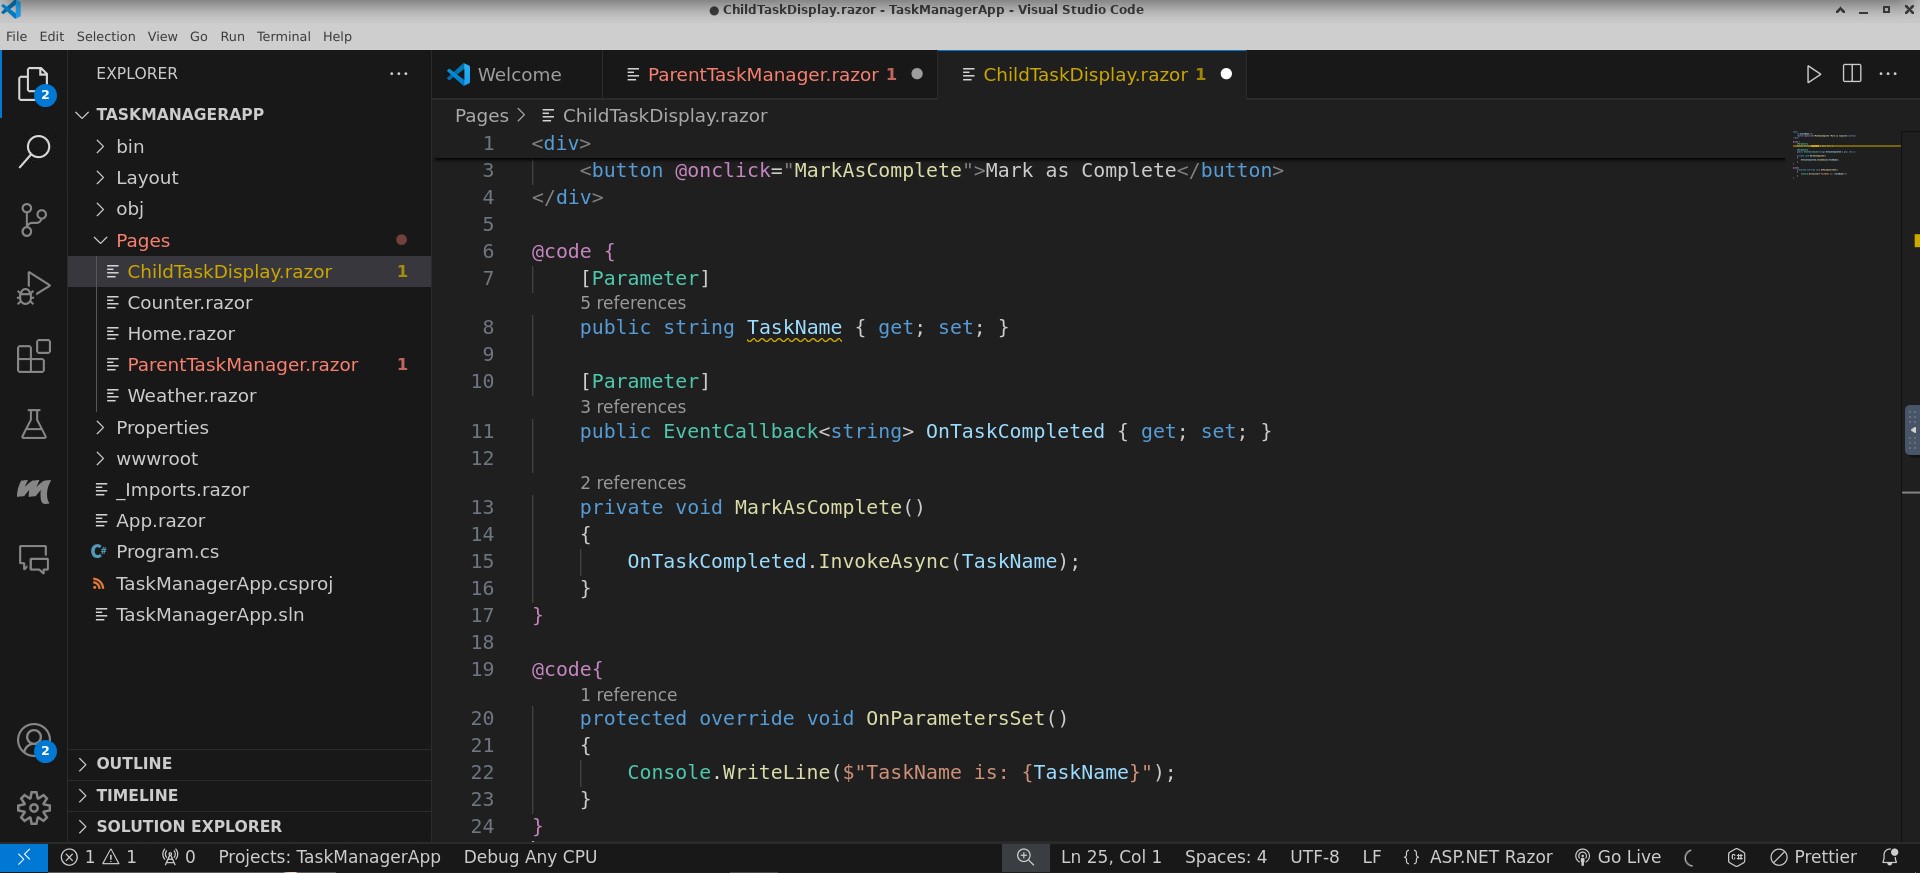 ● ChildTaskDisplay.razor - TaskManagerApp - Visual Studio Code
File Edit Selection View Go Run Terminal Help
EXPLORER
TASKMANAGERAPP
bin
Layout
obj
Pages
ChildTaskDisplay.razor 1
Counter.razor
Home.razor
ParentTaskManager.razor 1
Weather.razor
Properties
wwwroot
_Imports.razor
App.razor
C# Program.cs
TaskManagerApp.csproj
TaskManagerApp.sln
OUTLINE
TIMELINE
SOLUTION EXPLORER
2
2
Welcome ParentTaskManager.razor 1 ChildTaskDisplay.razor 1
Pages > ChildTaskDisplay.razor
1 <div>
3 <button @onclick="MarkAsComplete">Mark as Complete</button>
4 </div>
5
6 @code {
7 [Parameter]
5 references
8 public string TaskName { get; set; }
9
10 [Parameter]
3 references
11 public EventCallback<string> OnTaskCompleted { get; set; }
12
2 references
13 private void MarkAsComplete()
14 {
15 OnTaskCompleted.InvokeAsync(TaskName);
16 }
17 }
18
19 @code{
1 reference
20 protected override void OnParametersSet()
21 {
22 Console.WriteLine($"TaskName is: {TaskName}");
23 }
24 }
1 1 0 Projects: TaskManagerApp Debug Any CPU Ln 25, Col 1 Spaces: 4 UTF-8 LF {} ASP.NET Razor Go Live Prettier